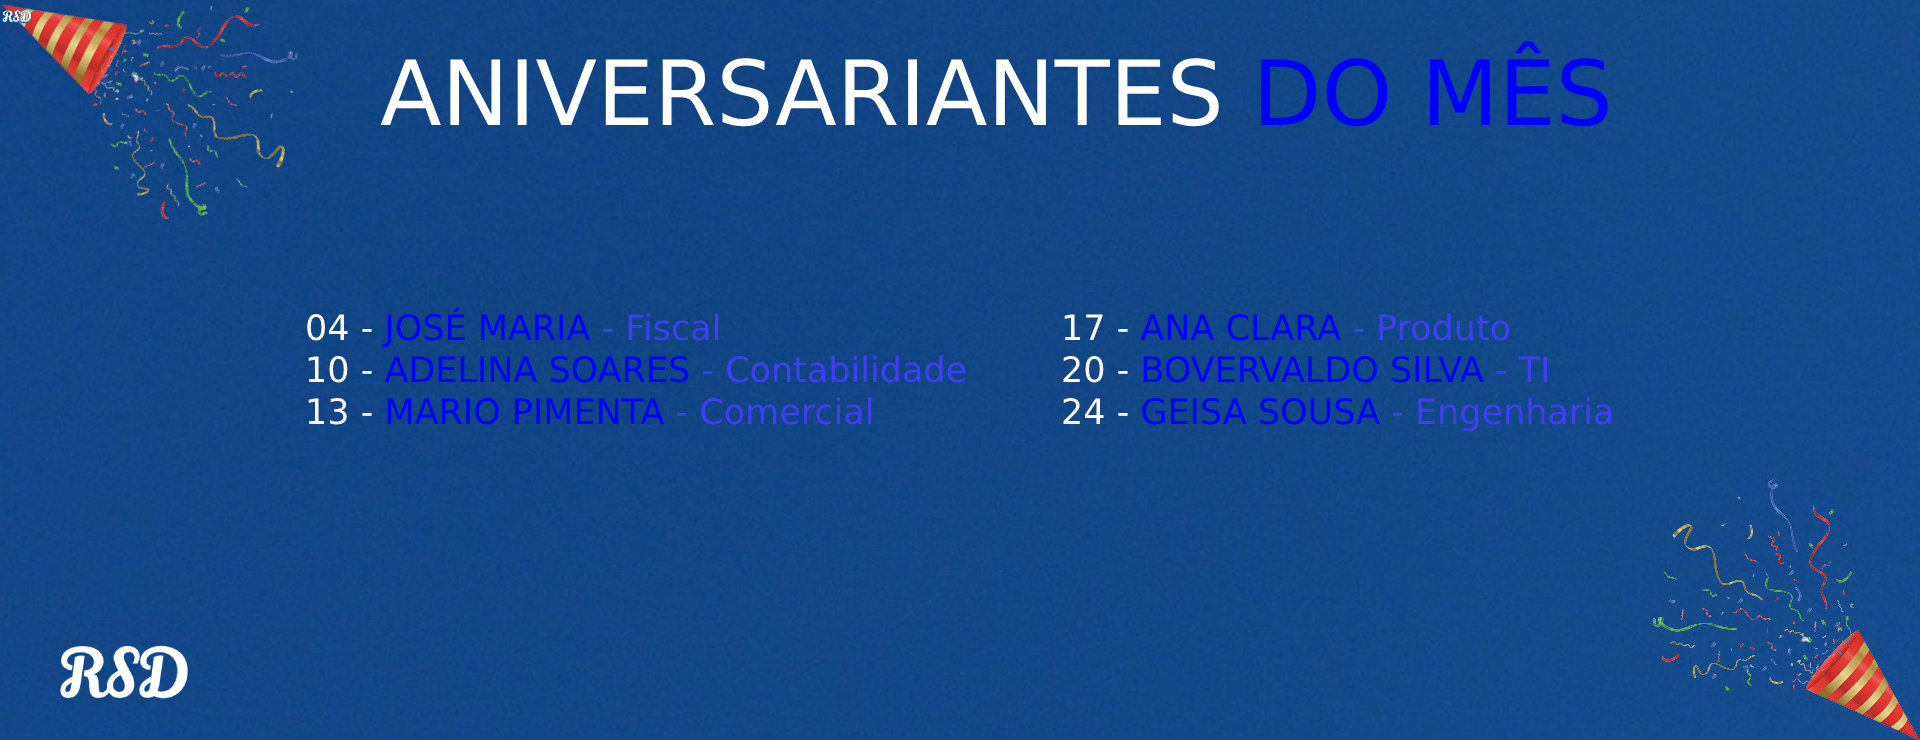 RSD
ANIVERSARIANTES DO MÊS
04 - JOSÉ MARIA - Fiscal
10 - ADELINA SOARES - Contabilidade
13 - MARIO PIMENTA - Comercial
17 - ANA CLARA - Produto
20 - BOVERVALDO SILVA - TI
24 - GEISA SOUSA - Engenharia
RSD